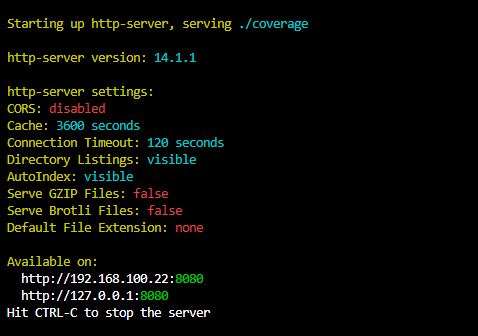 Starting up http-server, serving ./coverage
http-server version: 14.1.1
http-server settings:
CORS: disabled
Cache: 3600 seconds
Connection Timeout: 120 seconds
Directory Listings: visible
AutoIndex: visible
Serve GZIP Files: false
Serve Brotli Files: false
Default File Extension: none
Available on:
http://192.168.100.22:8080
http://127.0.0.1:8080
Hit CTRL-C to stop the server